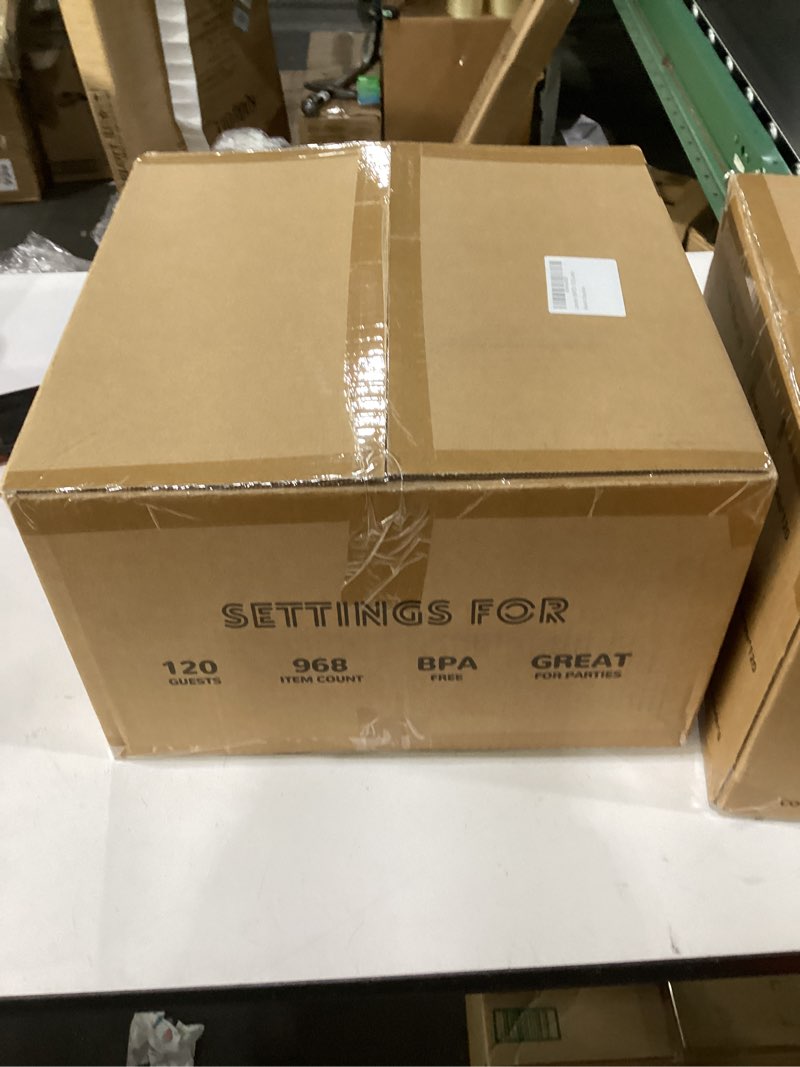 SETTINGS FOR
120 968 BPA GREAT
GUESTS ITEM COUNT FREE FOR PARTIES